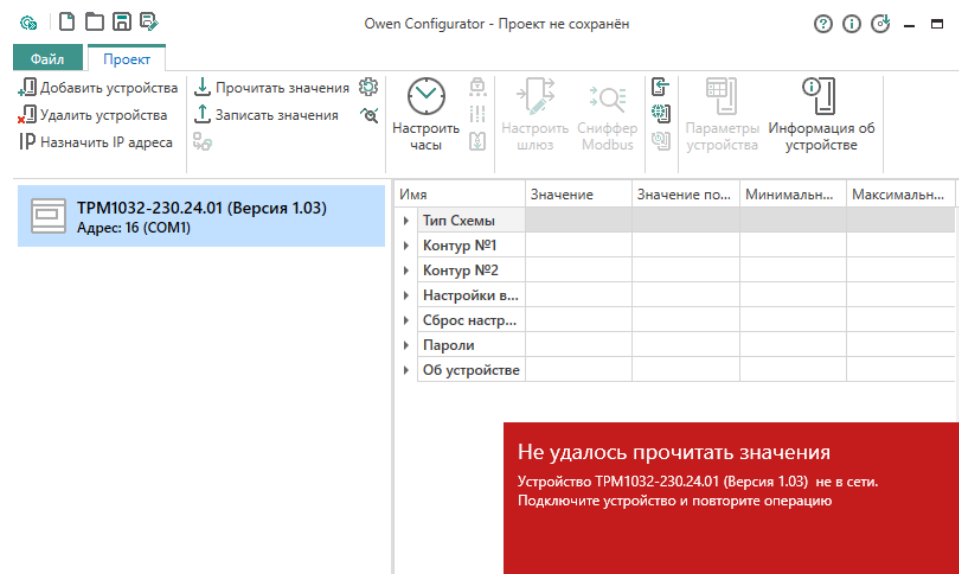 Owen Configurator - Проект не сохранён
Файл
Проект
Добавить устройства
Удалить устройства
IP Назначить IP адреса
Прочитать значения
Записать значения
Настроить
часы
Настроить
шлюз
Сниффер
Modbus
Параметры
устройства
Информация об
устройстве
ТРМ1032-230.24.01 (Версия 1.03)
Адрес: 16 (COM1)
Имя
Значение
Значение по...
Минимальн...
Максимальн...
Тип Схемы
Контур №1
Контур №2
Настройки в...
Сброс настр...
Пароли
Об устройстве
Не удалось прочитать значения
Устройство ТРМ1032-230.24.01 (Версия 1.03) не в сети.
Подключите устройство и повторите операцию